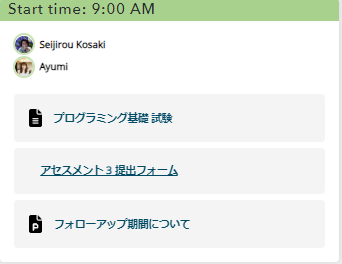 Start time: 9:00 AM
Seijirou Kosaki
Ayumi
プログラミング基礎 試験
アセスメント３提出フォーム
フォローアップ期間について